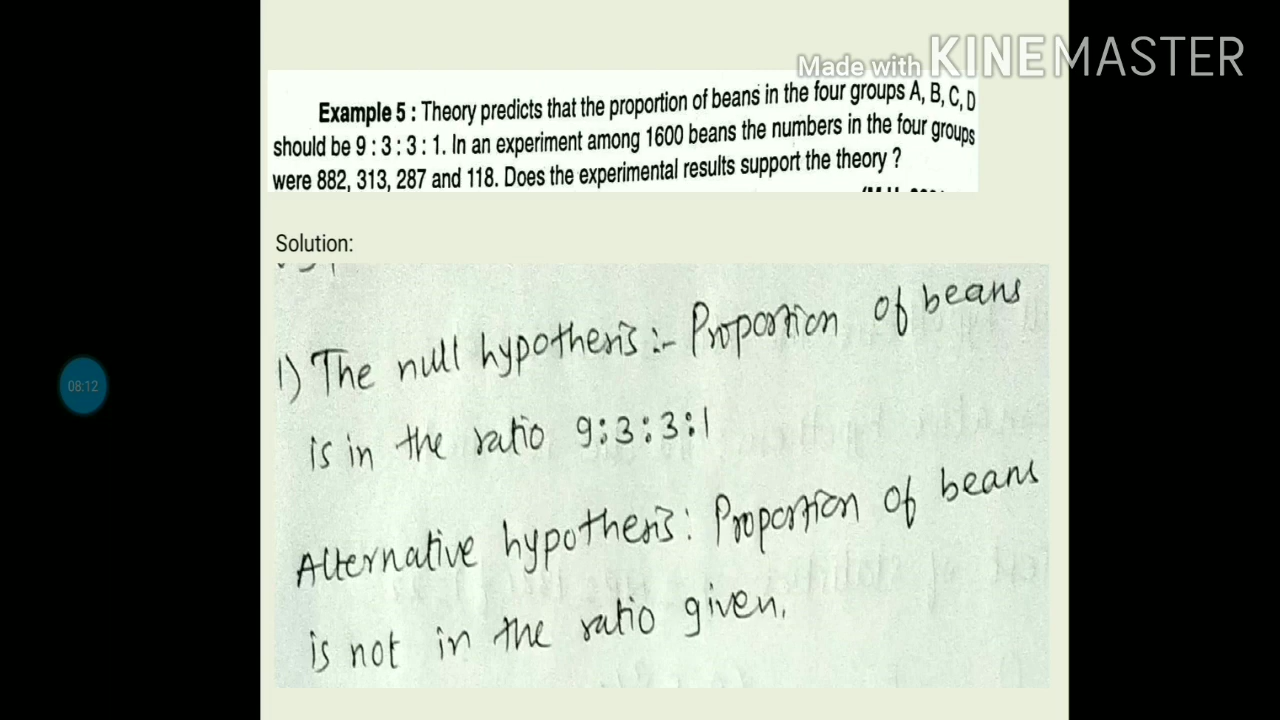 Made with KINEMASTER
Example 5 : Theory predicts that the proportion of beans in the four groups A, B, C, D
should be 9 : 3 : 3 : 1. In an experiment among 1600 beans the numbers in the four groups
were 882, 313, 287 and 118. Does the experimental results support the theory ?
Solution:
1) The null hypothesis :- Proportion of beans
is in the ratio 9:3:3:1
Alternative hypothesis: Proportion of beans
is not in the ratio given.
08:12